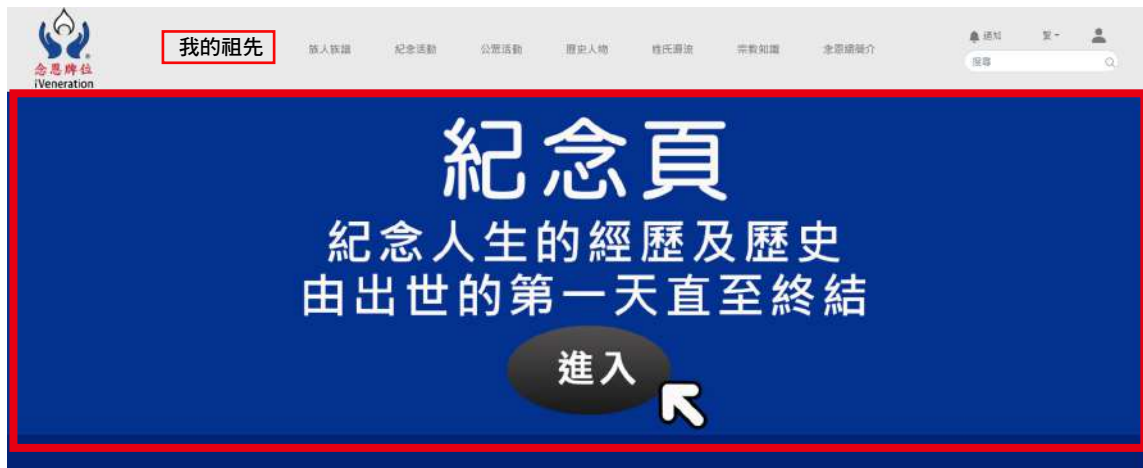 念恩牌位
iVeneration
我的祖先
族人族譜
紀念活動
公眾活動
歷史人物
姓氏源流
宗教知識
念恩總簡介
通知
繁
搜尋
紀念頁
紀念人生的經歷及歷史
由出世的第一天直至終結
進入